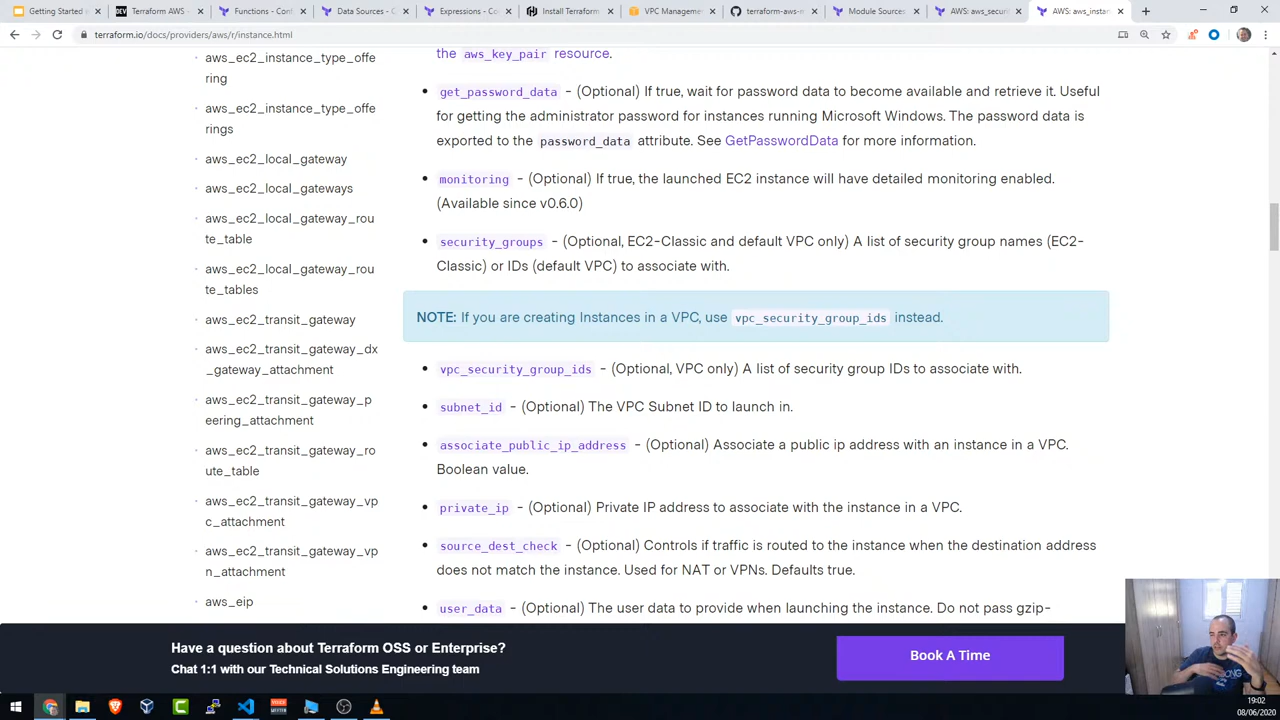 Getting Started
Terraform AWS
Functions - Conf
Data Sources - C
Expressions - Co
Install Terraform
VPC Manageme
terraform-aws-m
Module Sources
AWS: aws_securi
AWS: aws_instan
terraform.io/docs/providers/aws/r/instance.html
aws_ec2_instance_type_offe
ring
aws_ec2_instance_type_offe
rings
aws_ec2_local_gateway
aws_ec2_local_gateways
aws_ec2_local_gateway_rou
te_table
aws_ec2_local_gateway_rou
te_tables
aws_ec2_transit_gateway
aws_ec2_transit_gateway_dx
_gateway_attachment
aws_ec2_transit_gateway_p
eering_attachment
aws_ec2_transit_gateway_ro
ute_table
aws_ec2_transit_gateway_vp
c_attachment
aws_ec2_transit_gateway_vp
n_attachment
aws_eip
the aws_key_pair resource.
get_password_data - (Optional) If true, wait for password data to become available and retrieve it. Useful
for getting the administrator password for instances running Microsoft Windows. The password data is
exported to the password_data attribute. See GetPasswordData for more information.
monitoring - (Optional) If true, the launched EC2 instance will have detailed monitoring enabled.
(Available since v0.6.0)
security_groups - (Optional, EC2-Classic and default VPC only) A list of security group names (EC2-
Classic) or IDs (default VPC) to associate with.
NOTE: If you are creating Instances in a VPC, use vpc_security_group_ids instead.
vpc_security_group_ids - (Optional, VPC only) A list of security group IDs to associate with.
subnet_id - (Optional) The VPC Subnet ID to launch in.
associate_public_ip_address - (Optional) Associate a public ip address with an instance in a VPC.
Boolean value.
private_ip - (Optional) Private IP address to associate with the instance in a VPC.
source_dest_check - (Optional) Controls if traffic is routed to the instance when the destination address
does not match the instance. Used for NAT or VPNs. Defaults true.
user_data - (Optional) The user data to provide when launching the instance. Do not pass gzip-
Have a question about Terraform OSS or Enterprise?
Chat 1:1 with our Technical Solutions Engineering team
Book A Time
19:02
08/06/2020